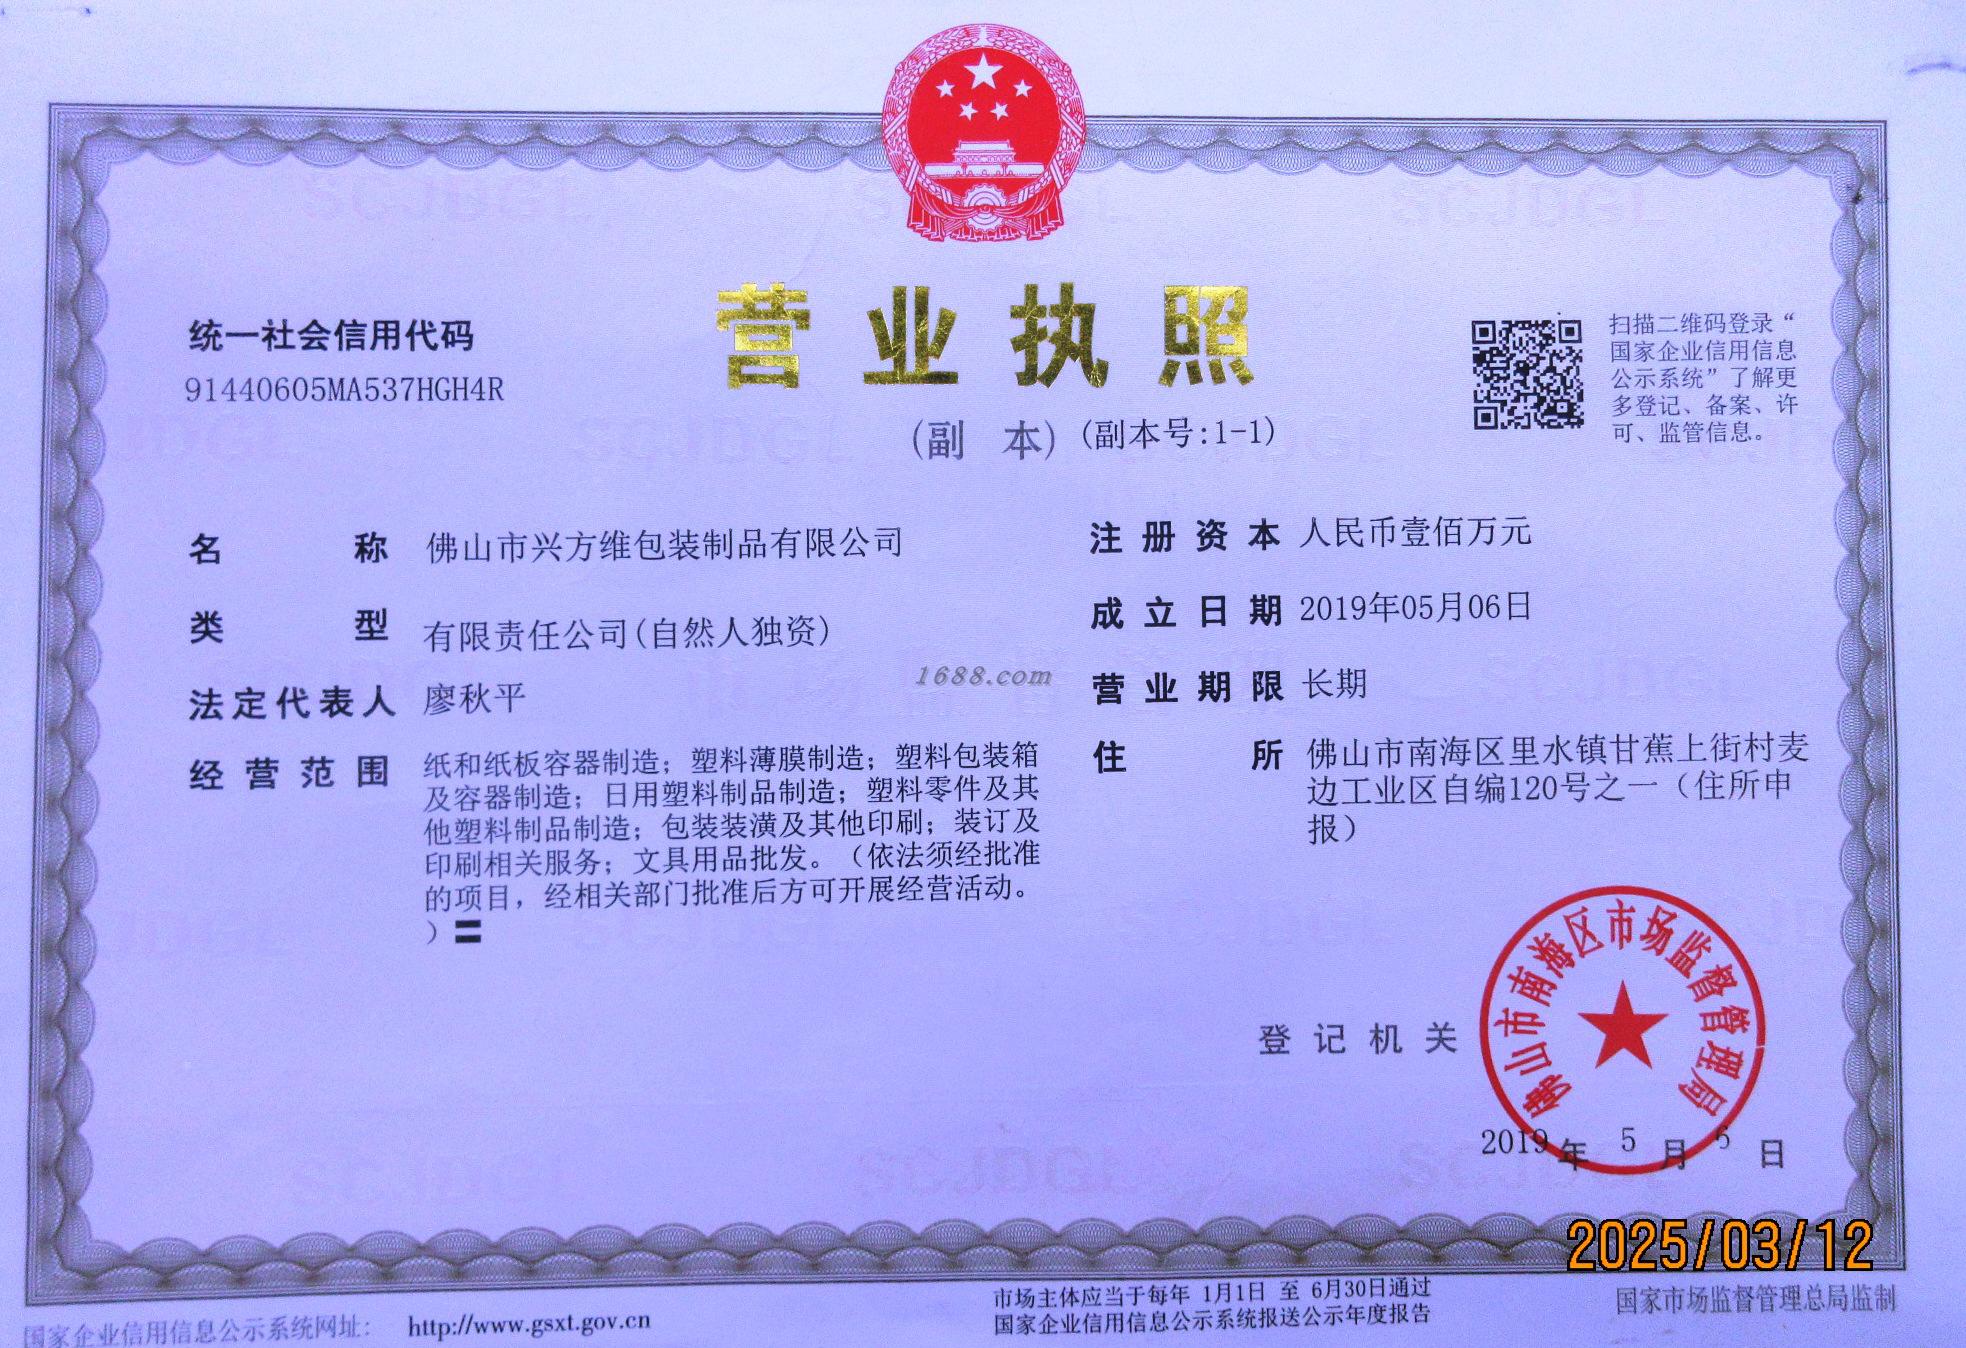 营业执照
(副 本) (副本号:1-1)
统一社会信用代码
91440605MA537HGH4R
扫描二维码登录“
国家企业信用信息
公示系统”了解更
多登记、备案、许
可、监管信息。
名 称 佛山市兴方维包装制品有限公司
类 型 有限责任公司(自然人独资)
法定代表人 廖秋平
经营范围 纸和纸板容器制造；塑料薄膜制造；塑料包装箱
及容器制造；日用塑料制品制造；塑料零件及其
他塑料制品制造；包装装潢及其他印刷；装订及
印刷相关服务；文具用品批发。（依法须经批准
的项目，经相关部门批准后方可开展经营活动。
）〓
注册资本 人民币壹佰万元
成立日期 2019年05月06日
营业期限 长期
住 所 佛山市南海区里水镇甘蕉上街村麦
边工业区自编120号之一（住所申
报）
1688.com
登记机关
佛山市南海区市场监督管理局
2019 年 5 月 6 日
2025/03/12
国家企业信用信息公示系统网址: http://www.gsxt.gov.cn
市场主体应当于每年 1月1日 至 6月30日通过
国家企业信用信息公示系统报送公示年度报告
国家市场监督管理总局监制